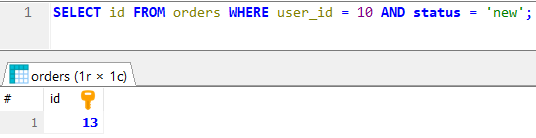 1 SELECT id FROM orders WHERE user_id = 10 AND status = 'new';
orders (1r × 1c)
# id
1 13